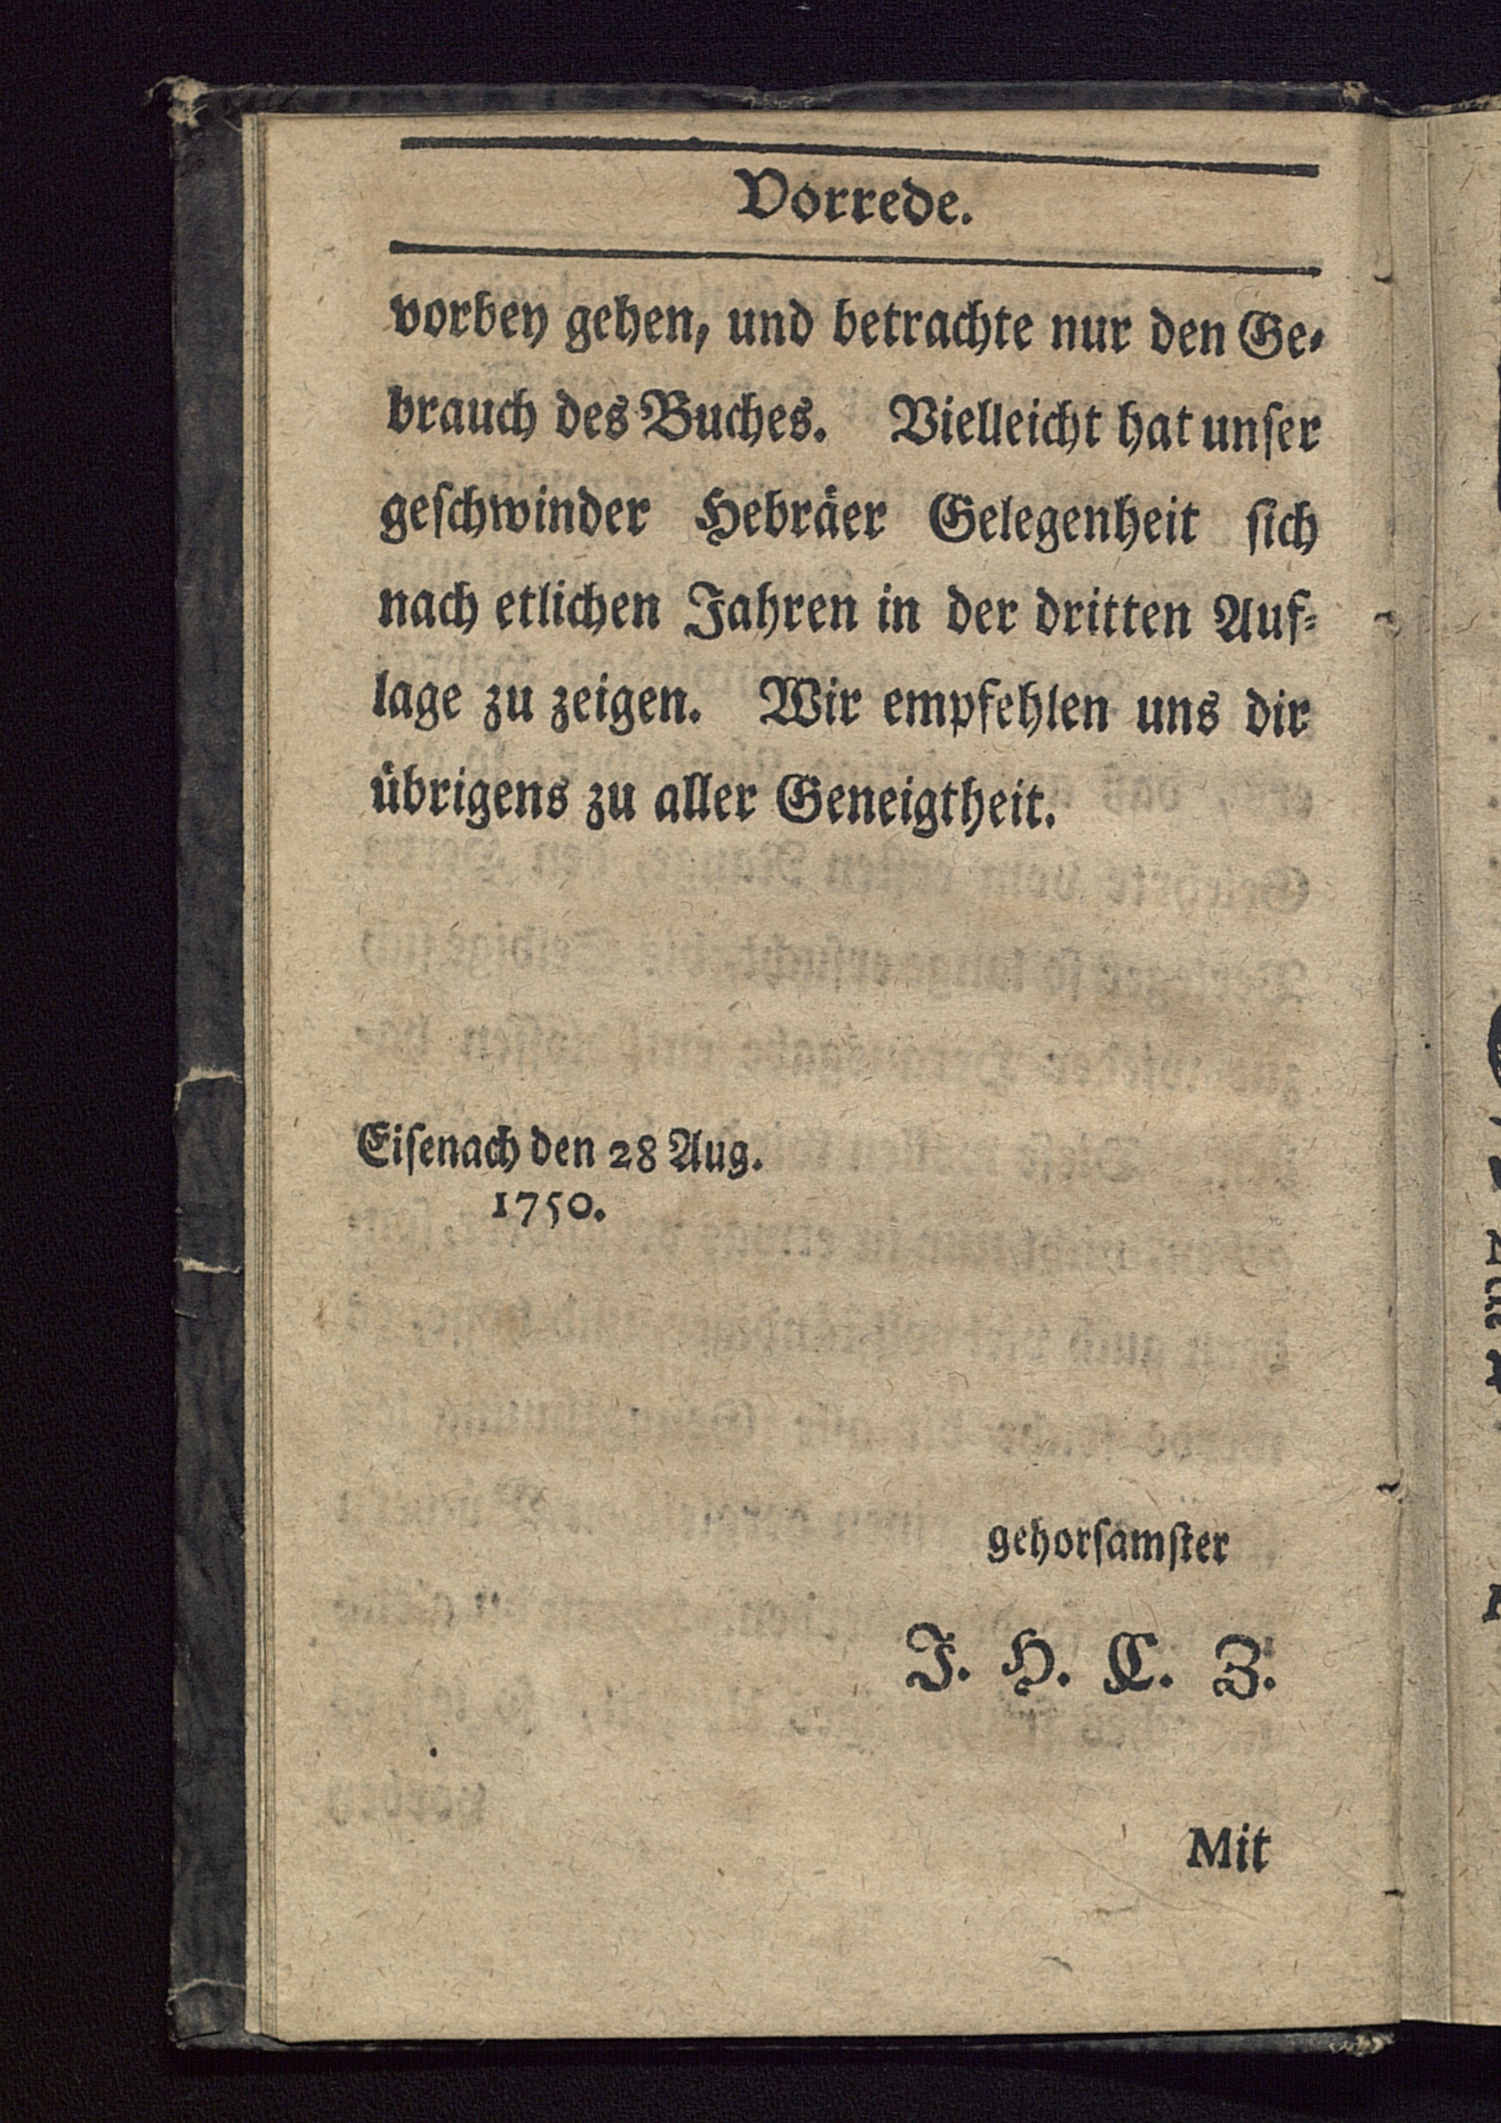 Vorrede.
vorbey gehen, und betrachte nur den Ge-
brauch des Buches. Vielleicht hat unſer
geſchwinder Hebräer Gelegenheit ſich
nach etlichen Jahren in der dritten Auf-
lage zu zeigen. Wir empfehlen uns dir
übrigens zu aller Geneigtheit.
Eiſenach den 28 Aug.
1750.
gehorſamſter
J. H. C. Z.
Mit